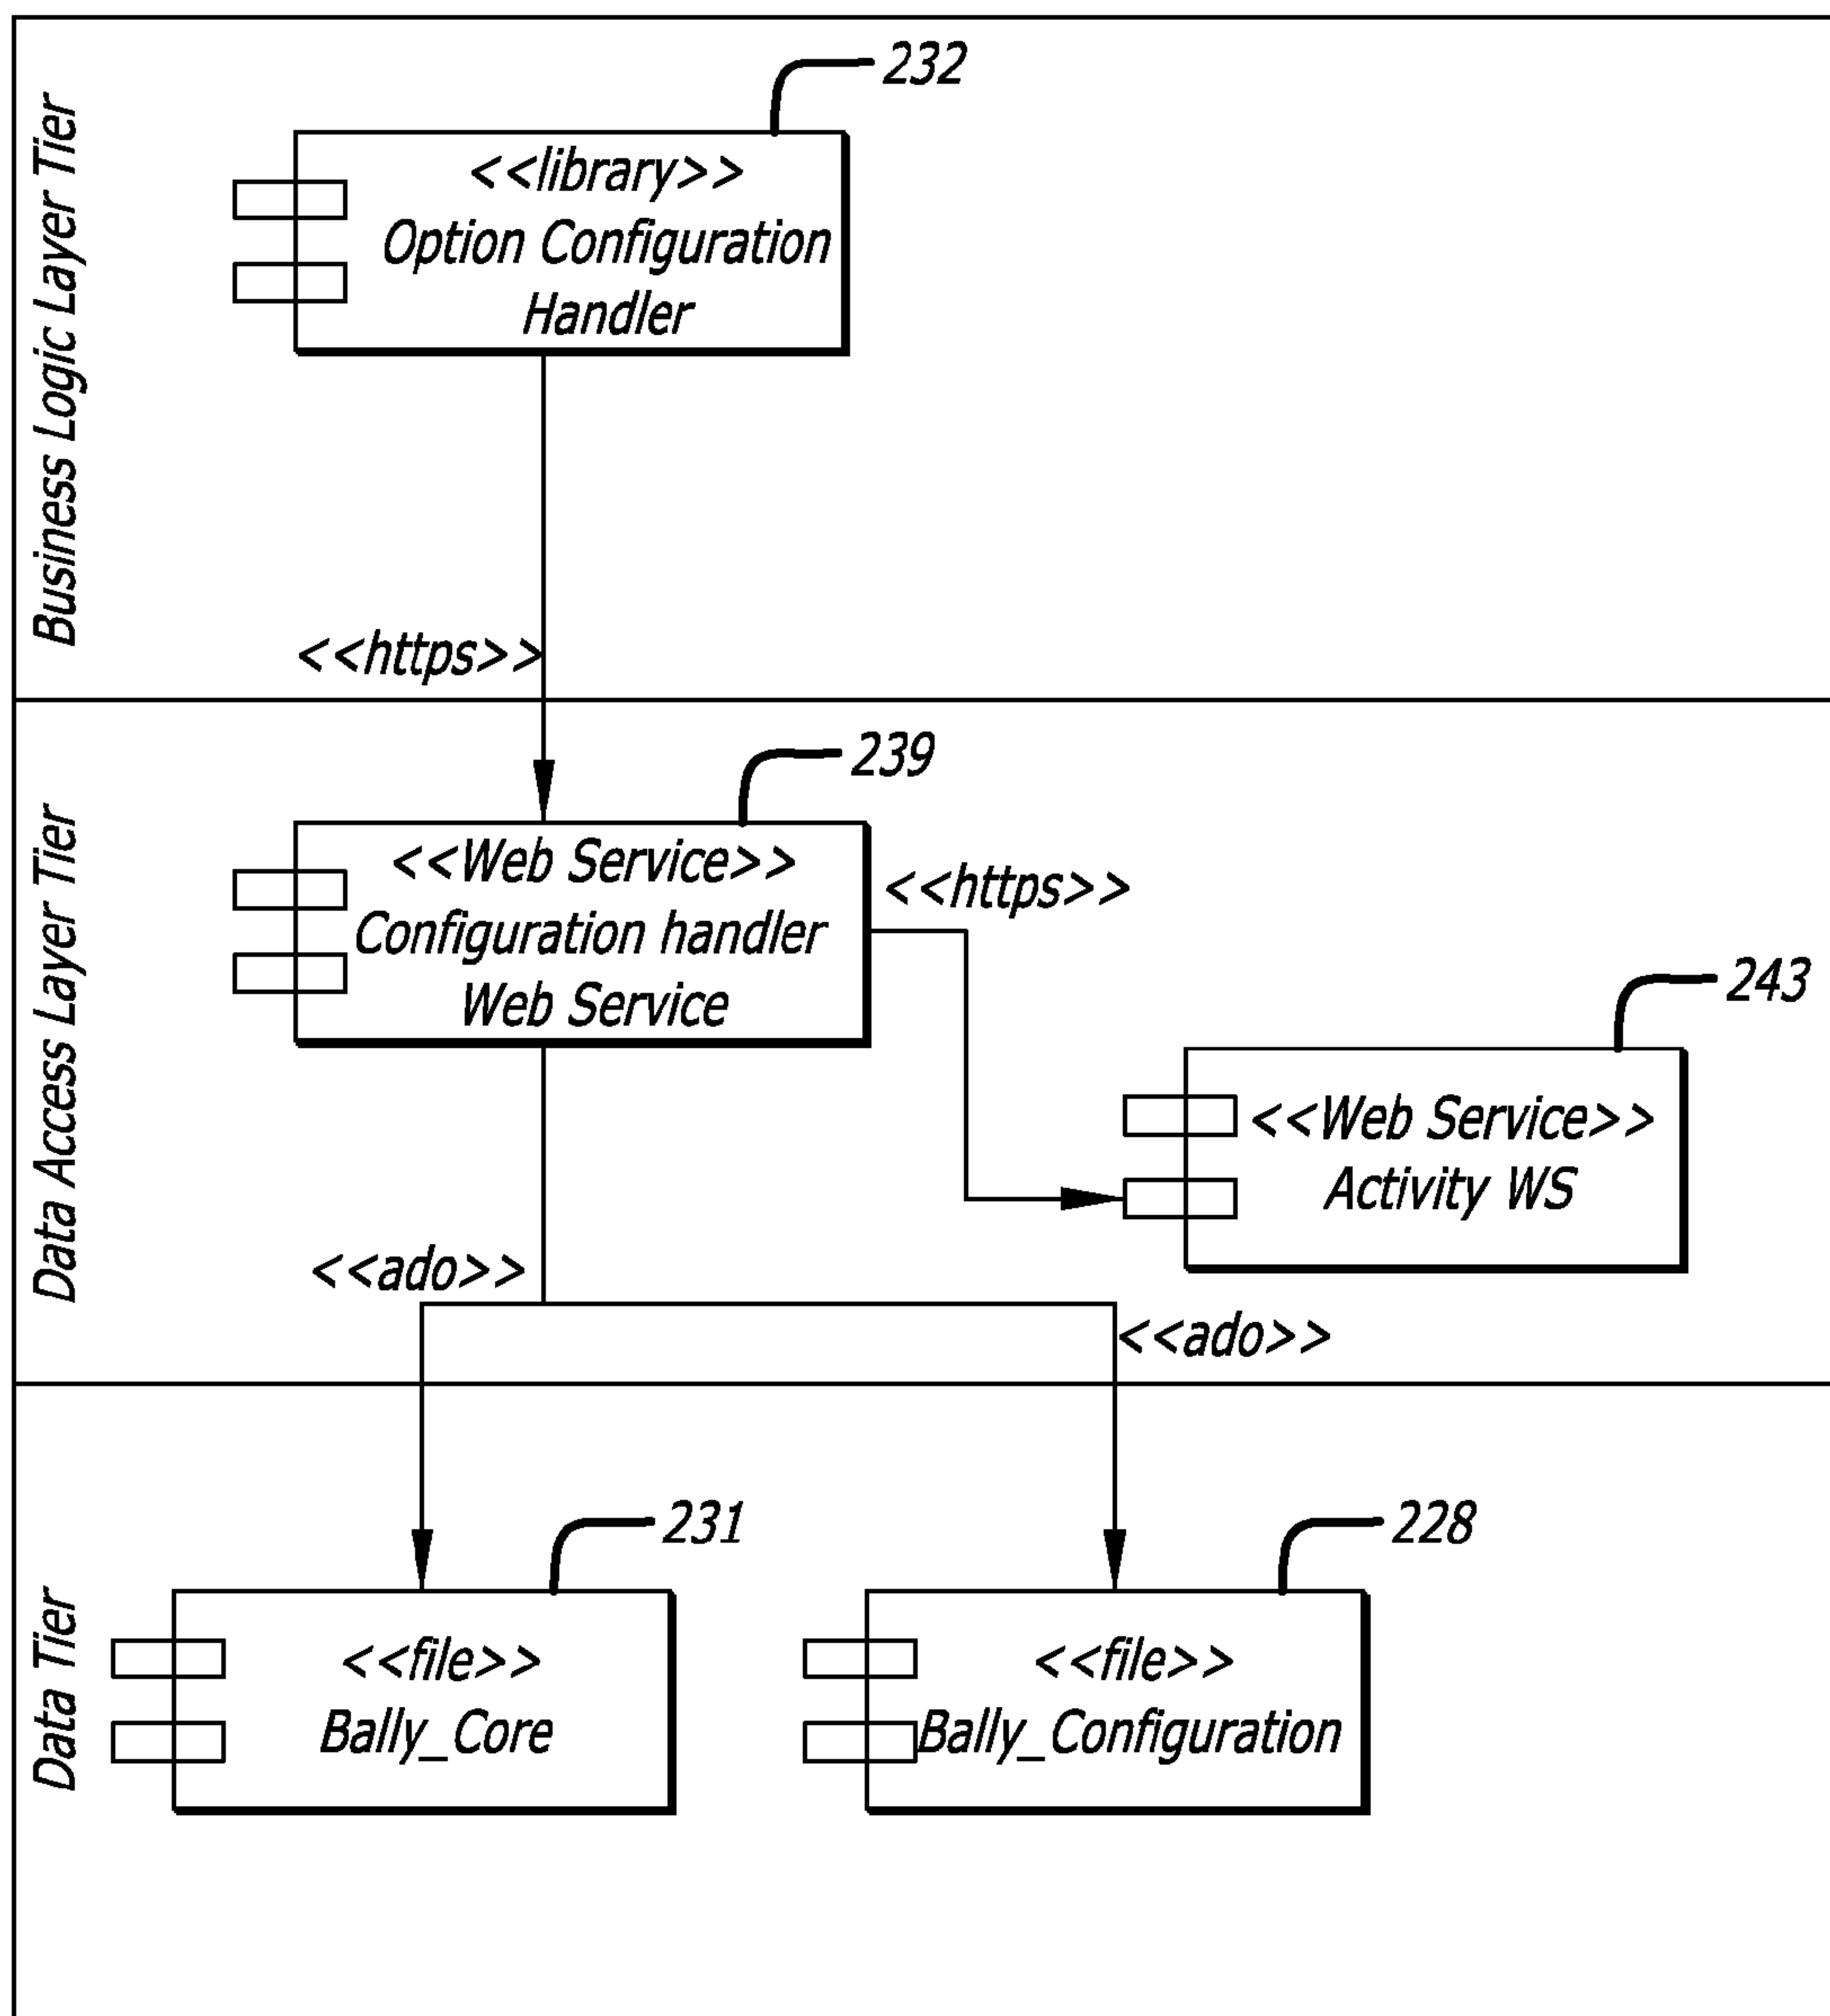 Business Logic Layer Tier
232
<<library>>
Option Configuration
Handler
<<https>>
Data Access Layer Tier
239
<<Web Service>>
Configuration handler
Web Service
<<https>>
243
<<Web Service>>
Activity WS
<<ado>>
<<ado>>
Data Tier
231
<<file>>
Bally_Core
228
<<file>>
Bally_Configuration